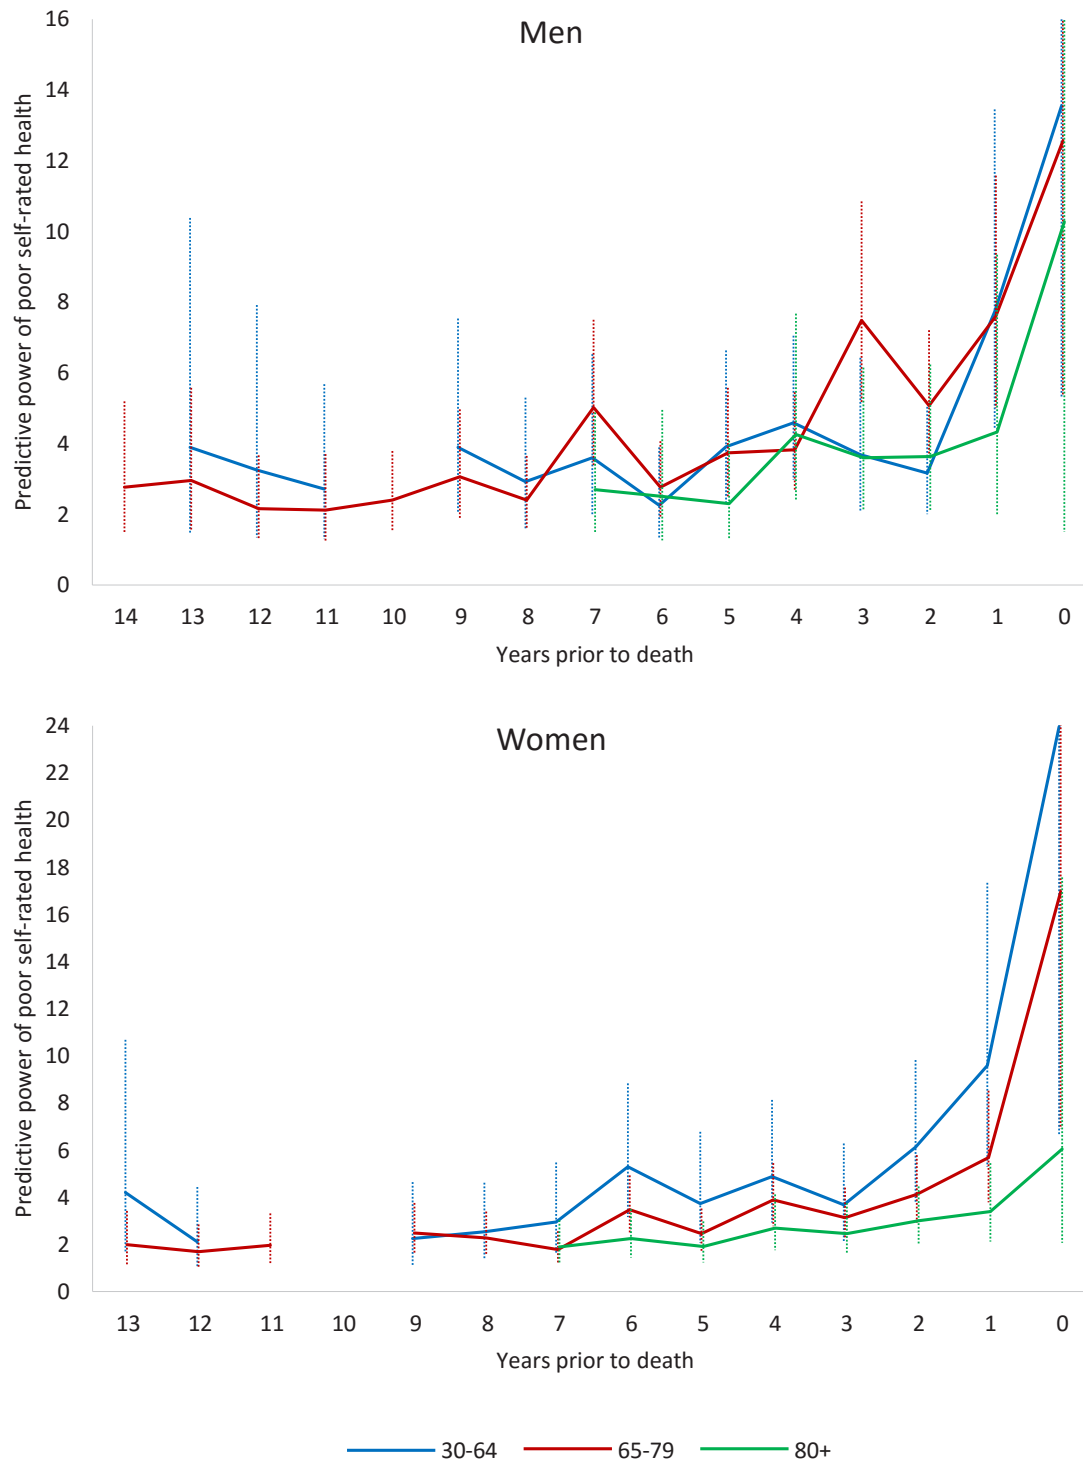 Men
Predictive power of poor self-rated health
16
14
12
10
8
6
4
2
0
14 13 12 11 10 9 8 7 6 5 4 3 2 1 0
Years prior to death
Women
Predictive power of poor self-rated health
24
22
20
18
16
14
12
10
8
6
4
2
0
13 12 11 10 9 8 7 6 5 4 3 2 1 0
Years prior to death
30-64 65-79 80+